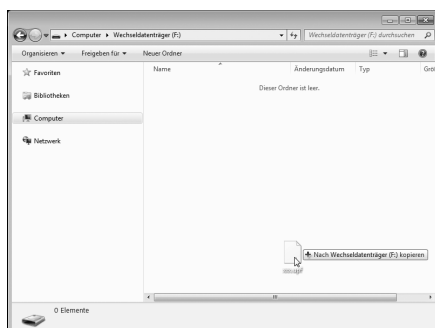 Computer ▸ Wechseldatenträger (F:)
Wechseldatenträger (F:) durchsuchen
Organisieren Freigeben für Neuer Ordner
Name Änderungsdatum Typ Grö
Favoriten
Dieser Ordner ist leer.
Bibliotheken
Computer
Netzwerk
Nach Wechseldatenträger (F:) kopieren
0 Elemente